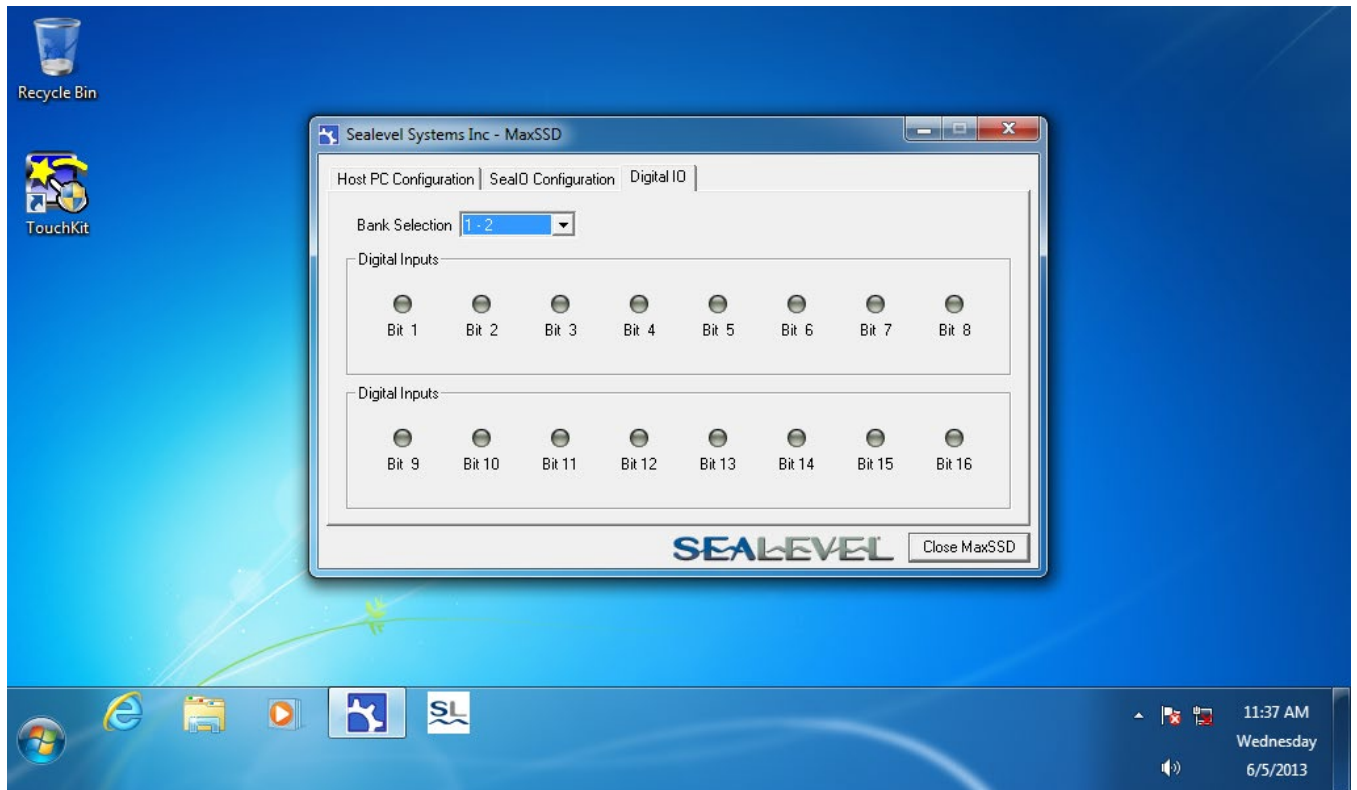 Recycle Bin
TouchKit
Sealevel Systems Inc - MaxSSD
Host PC Configuration SeaIO Configuration Digital IO
Bank Selection 1 - 2
Digital Inputs
Bit 1 Bit 2 Bit 3 Bit 4 Bit 5 Bit 6 Bit 7 Bit 8
Digital Inputs
Bit 9 Bit 10 Bit 11 Bit 12 Bit 13 Bit 14 Bit 15 Bit 16
SEALEVEL Close MaxSSD
SL
11:37 AM
Wednesday
6/5/2013